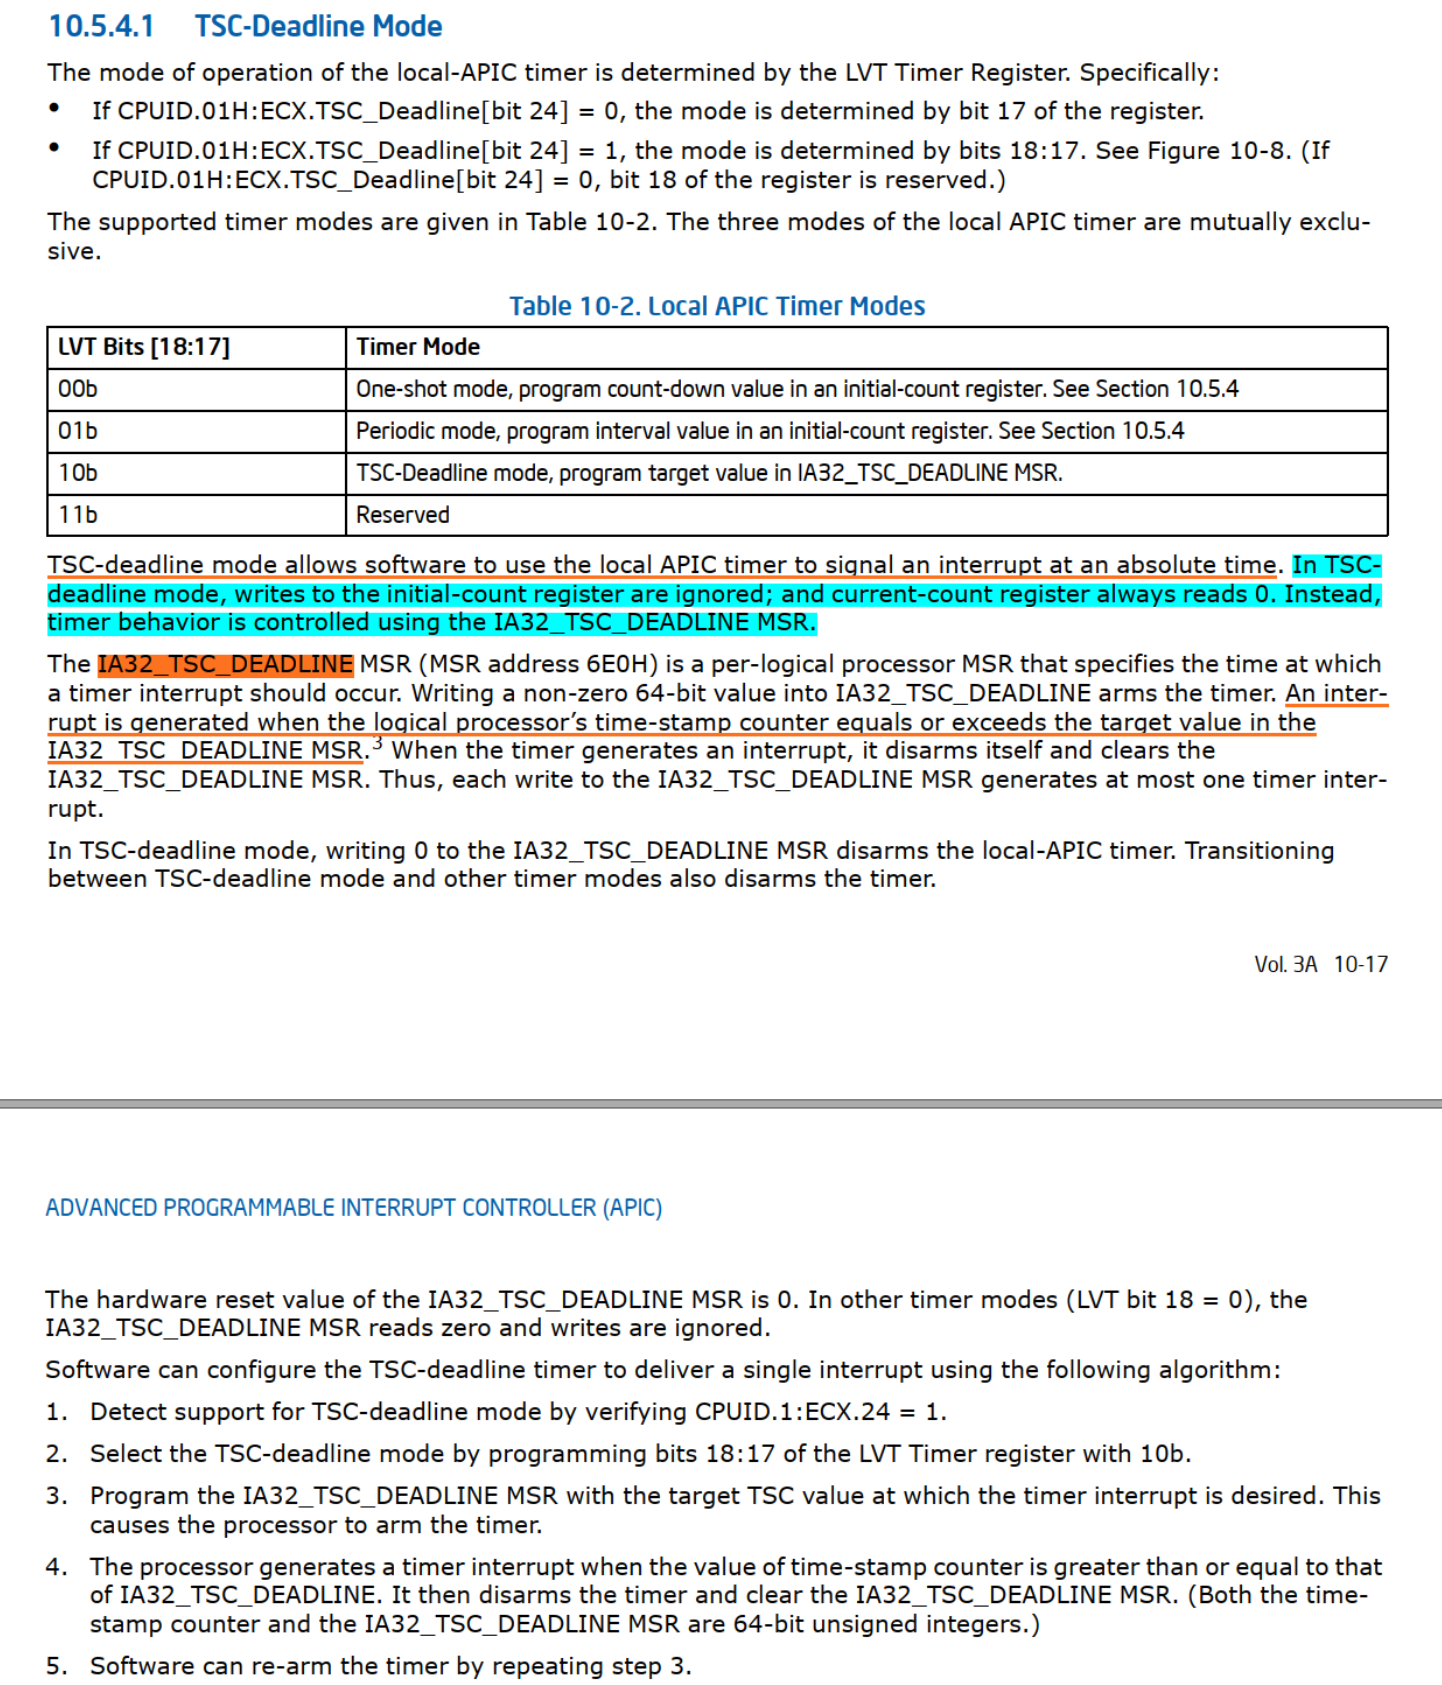 10.5.4.1 TSC-Deadline Mode
The mode of operation of the local-APIC timer is determined by the LVT Timer Register. Specifically:
• If CPUID.01H:ECX.TSC_Deadline[bit 24] = 0, the mode is determined by bit 17 of the register.
• If CPUID.01H:ECX.TSC_Deadline[bit 24] = 1, the mode is determined by bits 18:17. See Figure 10-8. (If
CPUID.01H:ECX.TSC_Deadline[bit 24] = 0, bit 18 of the register is reserved.)
The supported timer modes are given in Table 10-2. The three modes of the local APIC timer are mutually exclu-
sive.
Table 10-2. Local APIC Timer Modes
LVT Bits [18:17] Timer Mode
00b One-shot mode, program count-down value in an initial-count register. See Section 10.5.4
01b Periodic mode, program interval value in an initial-count register. See Section 10.5.4
10b TSC-Deadline mode, program target value in IA32_TSC_DEADLINE MSR.
11b Reserved
TSC-deadline mode allows software to use the local APIC timer to signal an interrupt at an absolute time. In TSC-
deadline mode, writes to the initial-count register are ignored; and current-count register always reads 0. Instead,
timer behavior is controlled using the IA32_TSC_DEADLINE MSR.
The IA32_TSC_DEADLINE MSR (MSR address 6E0H) is a per-logical processor MSR that specifies the time at which
a timer interrupt should occur. Writing a non-zero 64-bit value into IA32_TSC_DEADLINE arms the timer. An inter-
rupt is generated when the logical processor's time-stamp counter equals or exceeds the target value in the
IA32_TSC_DEADLINE MSR.3 When the timer generates an interrupt, it disarms itself and clears the
IA32_TSC_DEADLINE MSR. Thus, each write to the IA32_TSC_DEADLINE MSR generates at most one timer inter-
rupt.
In TSC-deadline mode, writing 0 to the IA32_TSC_DEADLINE MSR disarms the local-APIC timer. Transitioning
between TSC-deadline mode and other timer modes also disarms the timer.
Vol. 3A 10-17
ADVANCED PROGRAMMABLE INTERRUPT CONTROLLER (APIC)
The hardware reset value of the IA32_TSC_DEADLINE MSR is 0. In other timer modes (LVT bit 18 = 0), the
IA32_TSC_DEADLINE MSR reads zero and writes are ignored.
Software can configure the TSC-deadline timer to deliver a single interrupt using the following algorithm:
1. Detect support for TSC-deadline mode by verifying CPUID.1:ECX.24 = 1.
2. Select the TSC-deadline mode by programming bits 18:17 of the LVT Timer register with 10b.
3. Program the IA32_TSC_DEADLINE MSR with the target TSC value at which the timer interrupt is desired. This
causes the processor to arm the timer.
4. The processor generates a timer interrupt when the value of time-stamp counter is greater than or equal to that
of IA32_TSC_DEADLINE. It then disarms the timer and clear the IA32_TSC_DEADLINE MSR. (Both the time-
stamp counter and the IA32_TSC_DEADLINE MSR are 64-bit unsigned integers.)
5. Software can re-arm the timer by repeating step 3.